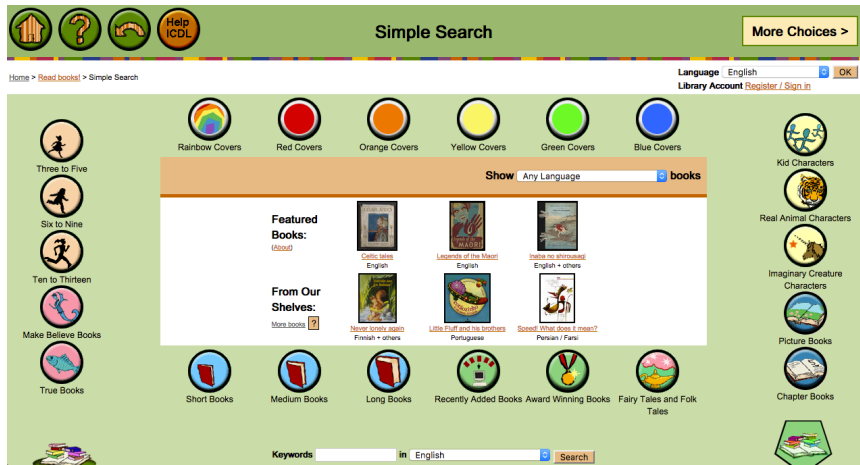 Help
ICDL
Simple Search
More Choices >
Home > Read books! > Simple Search
Language English OK
Library Account Register / Sign in
Rainbow Covers
Red Covers
Orange Covers
Yellow Covers
Green Covers
Blue Covers
Three to Five
Six to Nine
Ten to Thirteen
Make Believe Books
True Books
Show Any Language books
Featured
Books:
(About)
Celtic tales
English
Legends of the Maori
English
Inaba no shirousagi
English + others
From Our
Shelves:
More books ?
Never lonely again
Finnish + others
Little Fluff and his brothers
Portuguese
Speed! What does it mean?
Persian / Farsi
Kid Characters
Real Animal Characters
Imaginary Creature
Characters
Picture Books
Chapter Books
Short Books
Medium Books
Long Books
Recently Added Books
Award Winning Books
Fairy Tales and Folk
Tales
Keywords in English Search